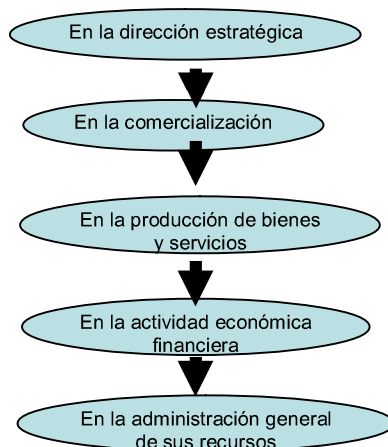 En la dirección estratégica
En la comercialización
En la producción de bienes
y servicios
En la actividad económica
financiera
En la administración general
de sus recursos